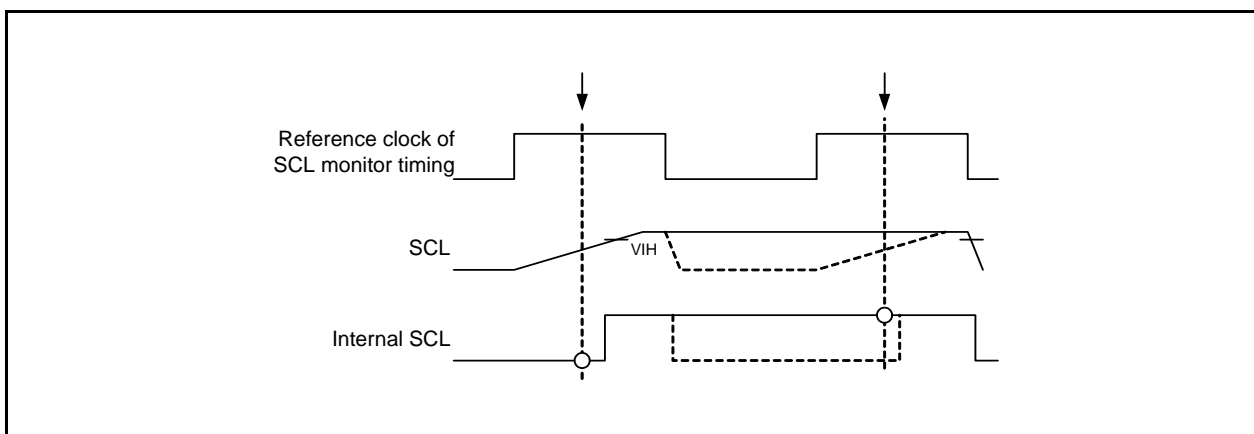 Reference clock of
SCL monitor timing
SCL
VIH
Internal SCL